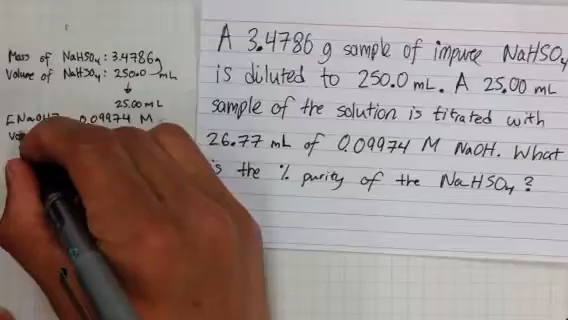 Mass of NaHSO4: 3.4786g
Volume of NaHSO4: 250.0 mL
↓
25.00 mL
[NaOH] 0.09974 M
A 3.4786 g sample of impure NaHSO4
is diluted to 250.0 mL. A 25.00 mL
sample of the solution is titrated with
26.77 mL of 0.09974 M NaOH. What
is the % purity of the NaHSO4?